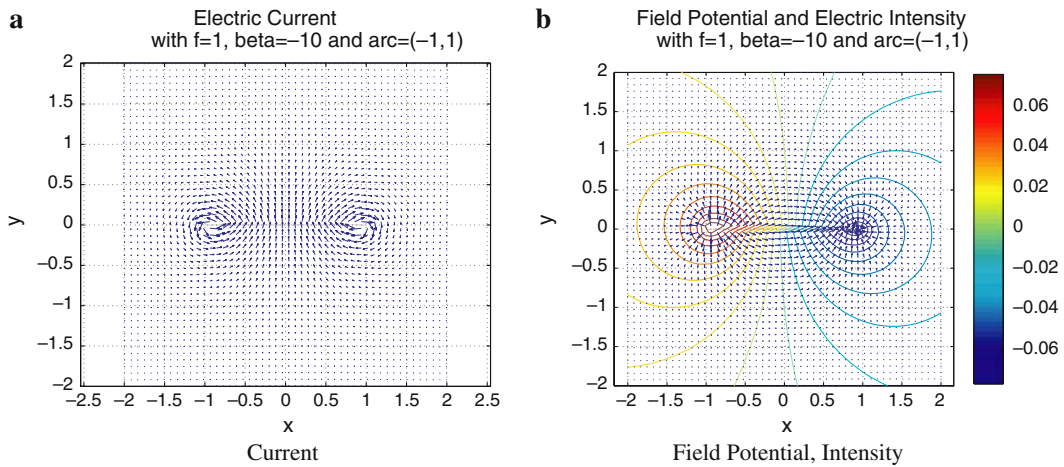 a
Electric Current
with f=1, beta=−10 and arc=(−1,1)
2
1.5
1
0.5
0
−0.5
−1
−1.5
−2
y
−2.5 −2 −1.5 −1 −0.5 0 0.5 1 1.5 2 2.5
x
Current
b
Field Potential and Electric Intensity
with f=1, beta=−10 and arc=(−1,1)
2
1.5
1
0.5
0
−0.5
−1
−1.5
−2
y
−2 −1.5 −1 −0.5 0 0.5 1 1.5 2
x
0.06
0.04
0.02
0
−0.02
−0.04
−0.06
Field Potential, Intensity